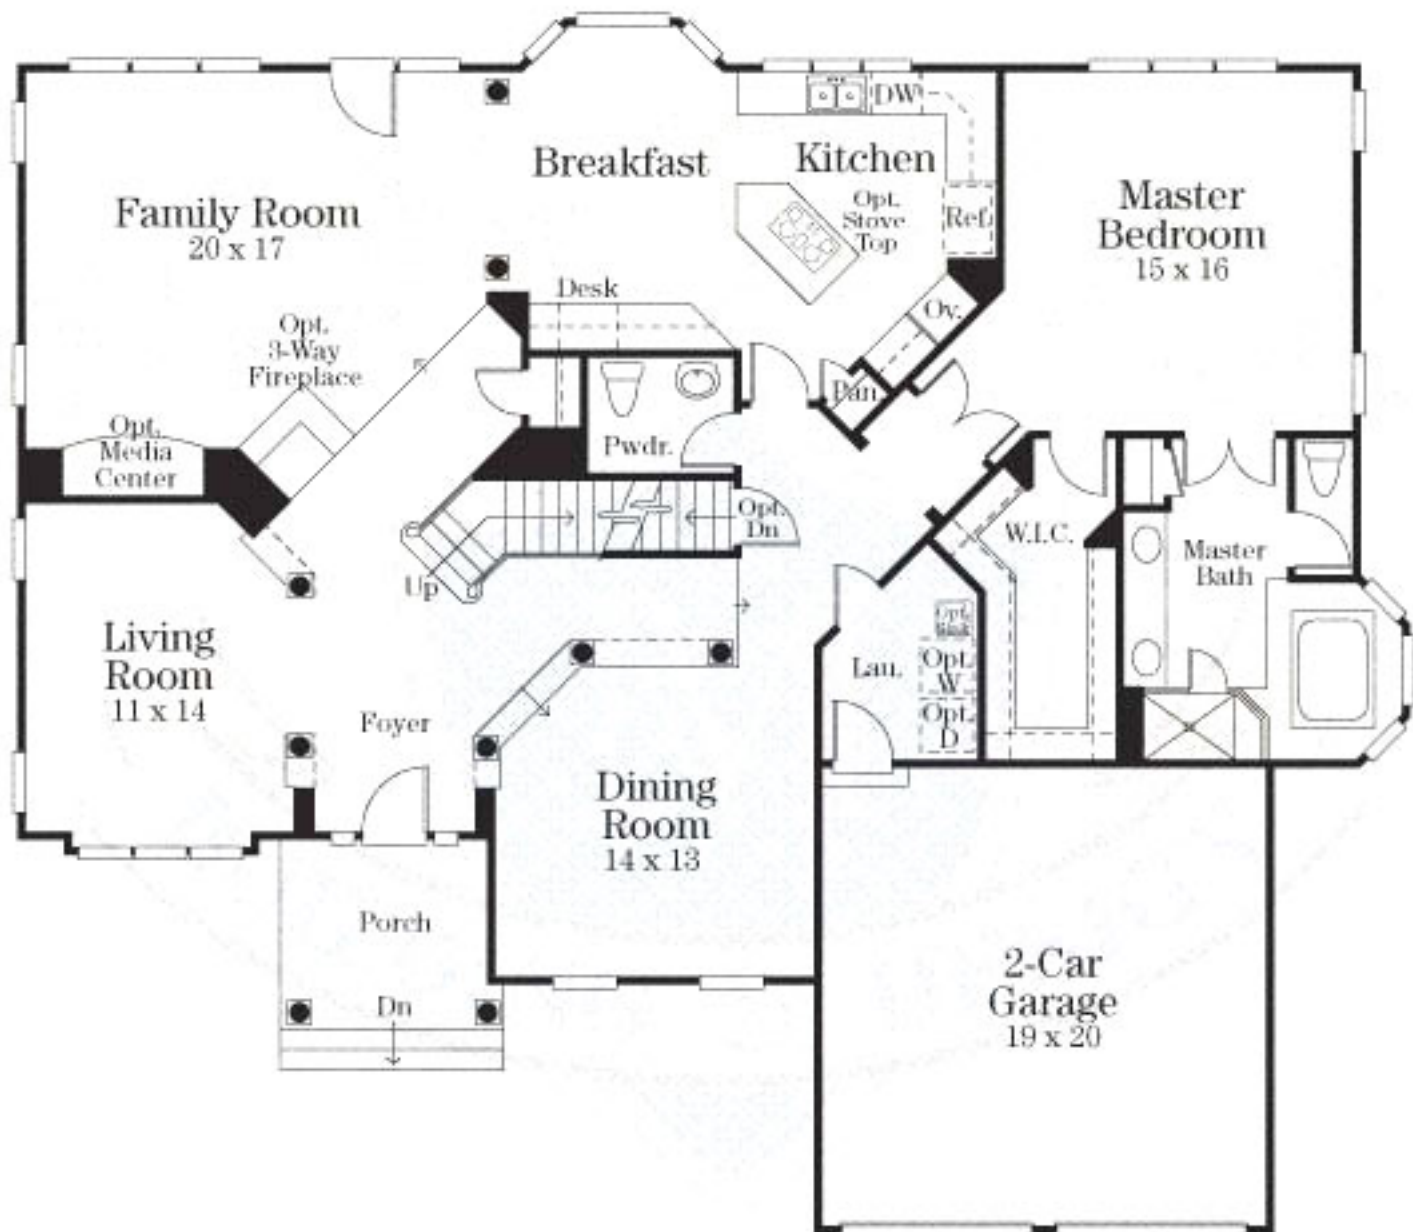 DW
Breakfast
Kitchen
Family Room
20 x 17
Opt.
Stove
Top
Ref.
Master
Bedroom
15 x 16
Desk
Ov.
Opt.
3-Way
Fireplace
Pan.
Opt.
Media
Center
Pwdr.
Opt.
Dn
W.I.C.
Master
Bath
Up
Opt.
Sink
Living
Room
11 x 14
Lau.
Opt.
W
Opt.
D
Foyer
Dining
Room
14 x 13
Porch
Dn
2-Car
Garage
19 x 20